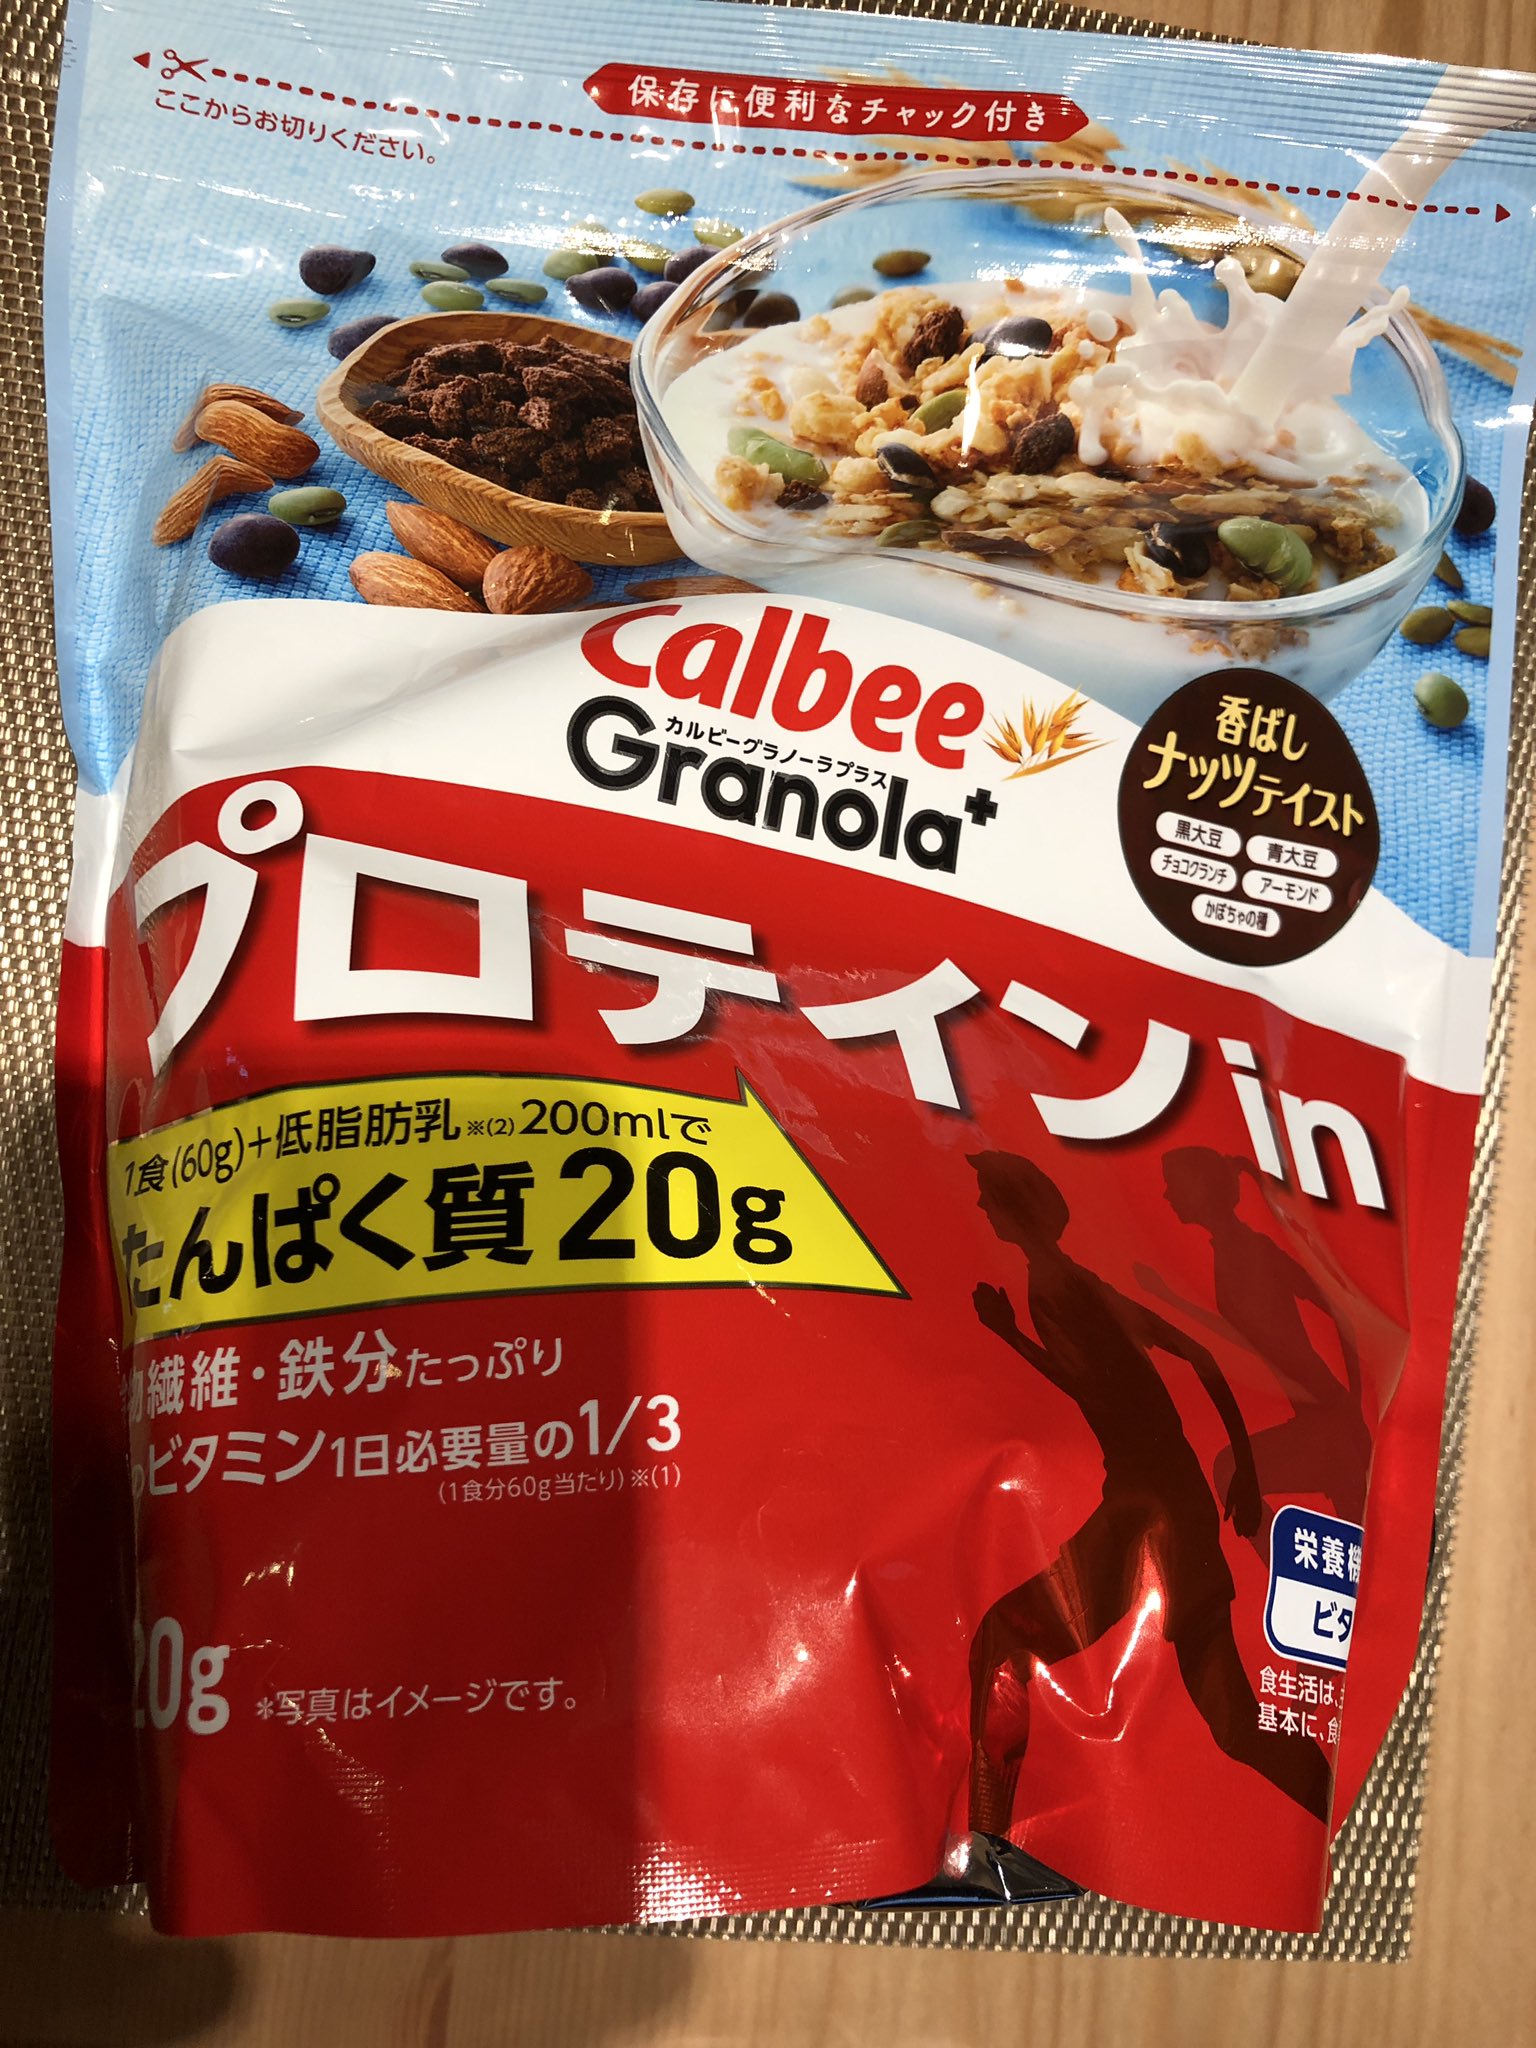 保存に便利なチャック付き
ここからお切りください。
Calbee
カルビーグラノーラプラス
Granola+
香ばし
ナッツテイスト
黒大豆 青大豆
チョコクランチ アーモンド
かぼちゃの種
プロテインin
1食(60g)+低脂肪乳※(2)200mlで
たんぱく質20g
物繊維・鉄分たっぷり
のビタミン1日必要量の1/3
(1食分60g当たり)※(1)
20g *写真はイメージです。
栄養機
ビタ
食生活は、
基本に、食